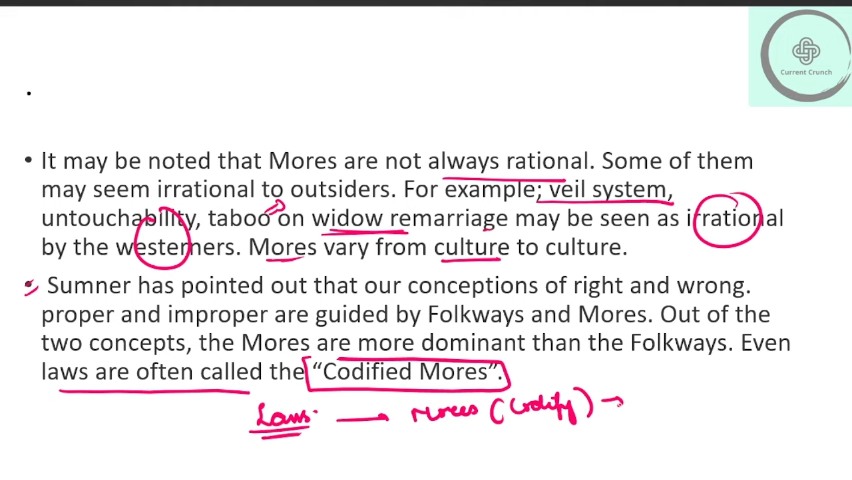 Current Crunch
.
• It may be noted that Mores are not always rational. Some of them
may seem irrational to outsiders. For example; veil system,
untouchability, taboo on widow remarriage may be seen as irrational
by the westerners. Mores vary from culture to culture.
• Sumner has pointed out that our conceptions of right and wrong.
proper and improper are guided by Folkways and Mores. Out of the
two concepts, the Mores are more dominant than the Folkways. Even
laws are often called the “Codified Mores”.
Laws. → Mores (Codify) →